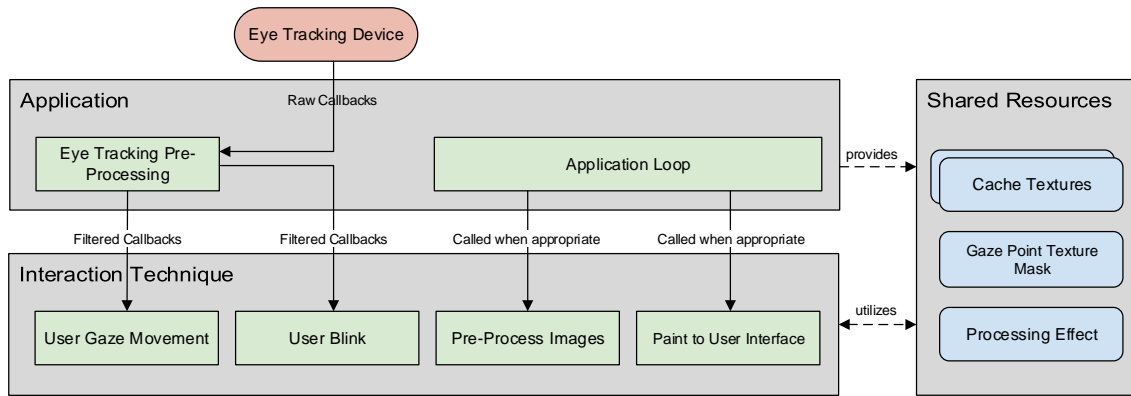 Eye Tracking Device
Application
Raw Callbacks
Shared Resources
Eye Tracking Pre-
Processing
Application Loop
provides
Cache Textures
Filtered Callbacks
Filtered Callbacks
Called when appropriate
Called when appropriate
Gaze Point Texture
Mask
Interaction Technique
utilizes
User Gaze Movement
User Blink
Pre-Process Images
Paint to User Interface
Processing Effect